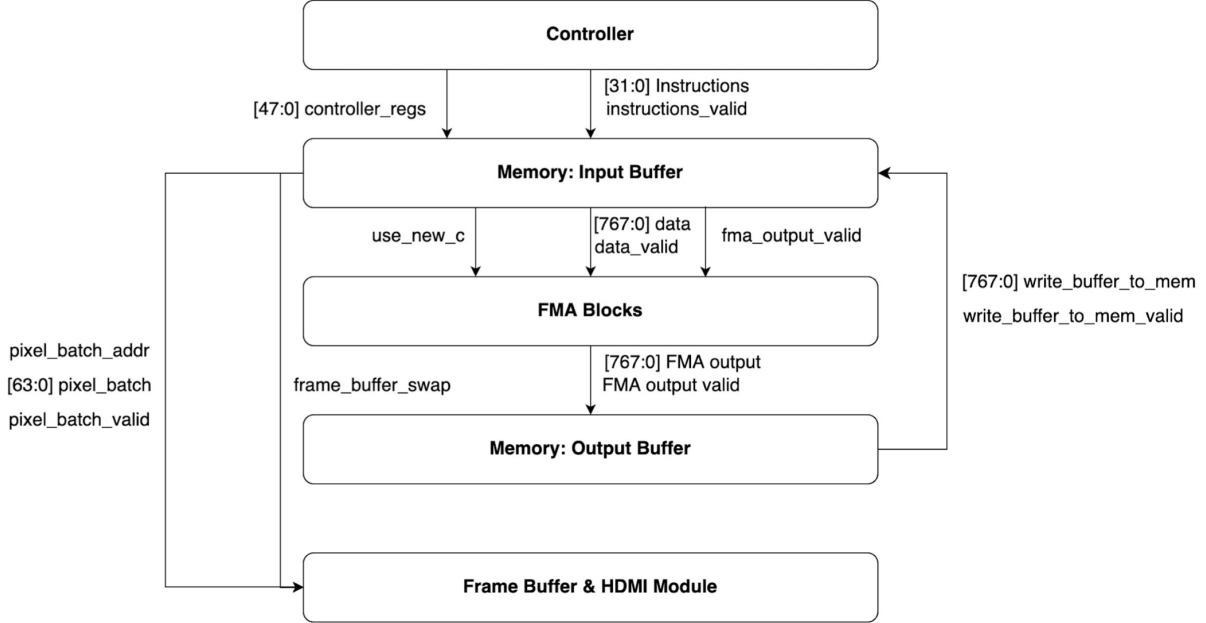 Controller
[47:0] controller_regs
[31:0] Instructions
instructions_valid
Memory: Input Buffer
use_new_c
[767:0] data
data_valid
fma_output_valid
[767:0] write_buffer_to_mem
write_buffer_to_mem_valid
FMA Blocks
pixel_batch_addr
[63:0] pixel_batch
pixel_batch_valid
frame_buffer_swap
[767:0] FMA output
FMA output valid
Memory: Output Buffer
Frame Buffer & HDMI Module